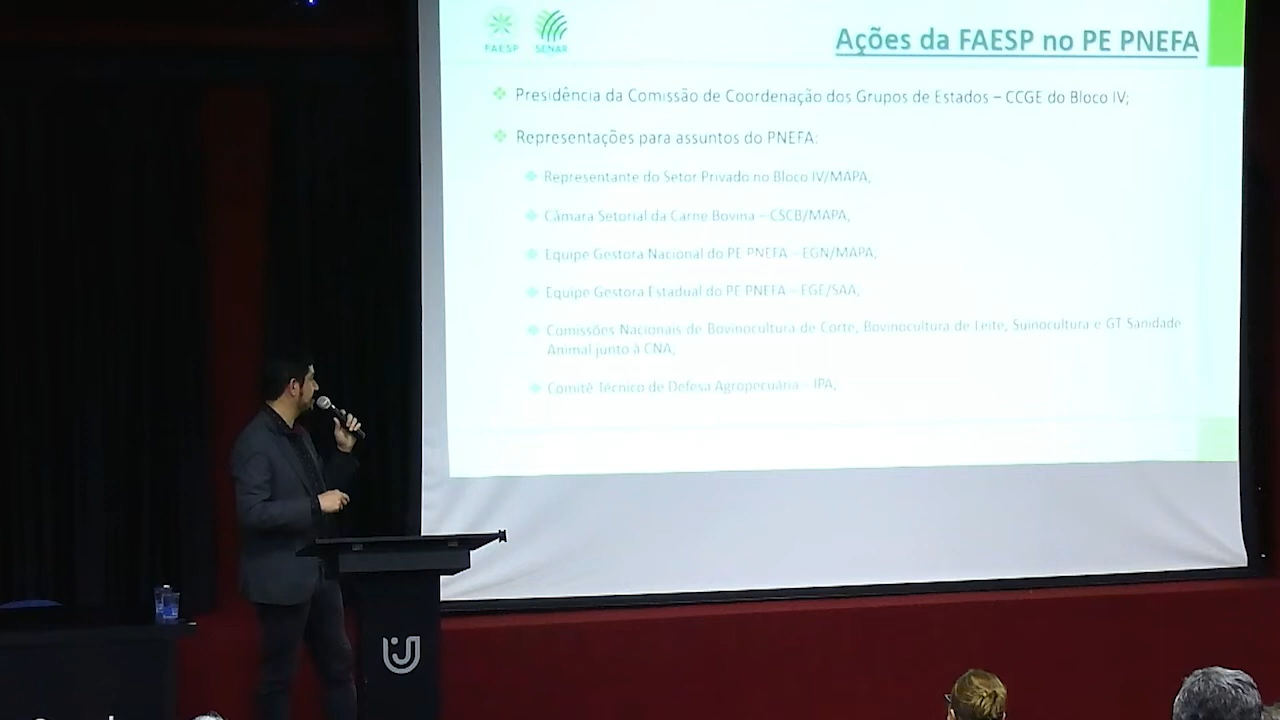 FAESP
SENAR
Ações da FAESP no PE PNEFA
Presidência da Comissão de Coordenação dos Grupos de Estados – CCGE do Bloco IV;
Representações para assuntos do PNEFA:
Representante do Setor Privado no Bloco IV/MAPA;
Câmara Setorial da Carne Bovina – CSCB/MAPA;
Equipe Gestora Nacional do PE PNEFA – EGN/MAPA;
Equipe Gestora Estadual do PE PNEFA – EGE/SAA;
Comissões Nacionais de Bovinocultura de Corte, Bovinocultura de Leite, Suinocultura e GT Sanidade
Animal junto à CNA;
Comitê Técnico de Defesa Agropecuária – IPA;